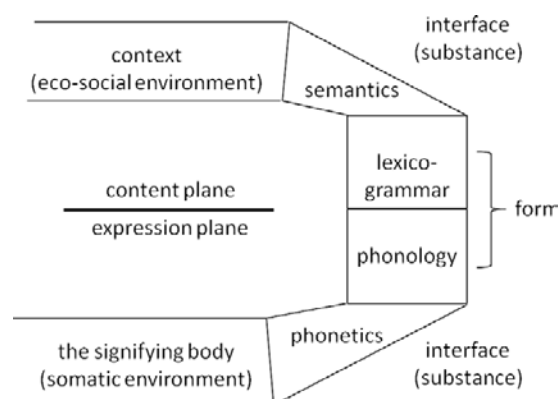 context
(eco-social environment)
interface
(substance)
semantics
lexico-
grammar
form
content plane
expression plane
phonology
phonetics
the signifying body
(somatic environment)
interface
(substance)